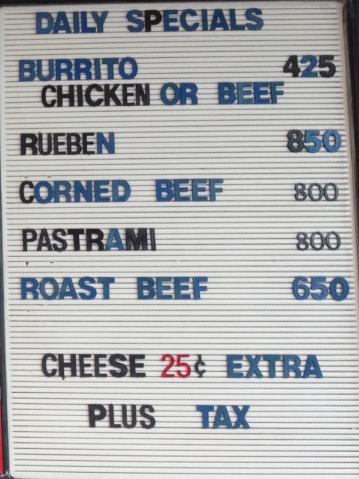 DAILY SPECIALS
BURRITO 425
CHICKEN OR BEEF
RUEBEN 850
CORNED BEEF 800
PASTRAMI 800
ROAST BEEF 650
CHEESE 25¢ EXTRA
PLUS TAX